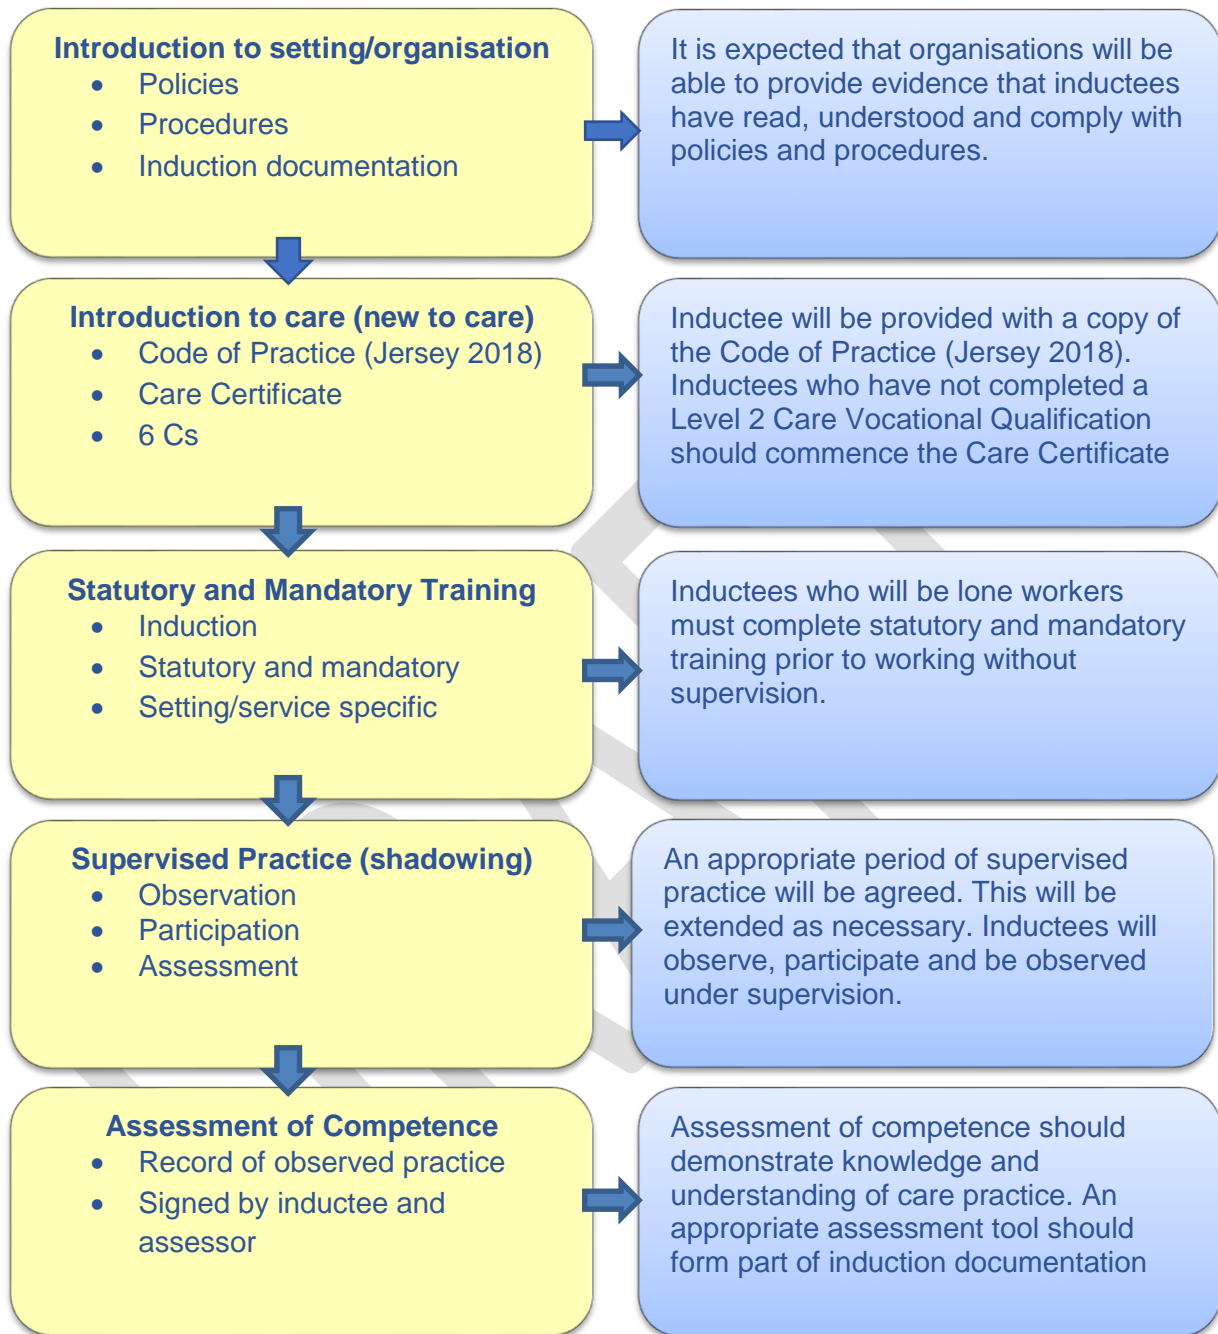 Introduction to setting/organisation
• Policies
• Procedures
• Induction documentation
It is expected that organisations will be
able to provide evidence that inductees
have read, understood and comply with
policies and procedures.
Introduction to care (new to care)
• Code of Practice (Jersey 2018)
• Care Certificate
• 6 Cs
Inductee will be provided with a copy of
the Code of Practice (Jersey 2018).
Inductees who have not completed a
Level 2 Care Vocational Qualification
should commence the Care Certificate
Statutory and Mandatory Training
• Induction
• Statutory and mandatory
• Setting/service specific
Inductees who will be lone workers
must complete statutory and mandatory
training prior to working without
supervision.
Supervised Practice (shadowing)
• Observation
• Participation
• Assessment
An appropriate period of supervised
practice will be agreed. This will be
extended as necessary. Inductees will
observe, participate and be observed
under supervision.
Assessment of Competence
• Record of observed practice
• Signed by inductee and
assessor
Assessment of competence should
demonstrate knowledge and
understanding of care practice. An
appropriate assessment tool should
form part of induction documentation